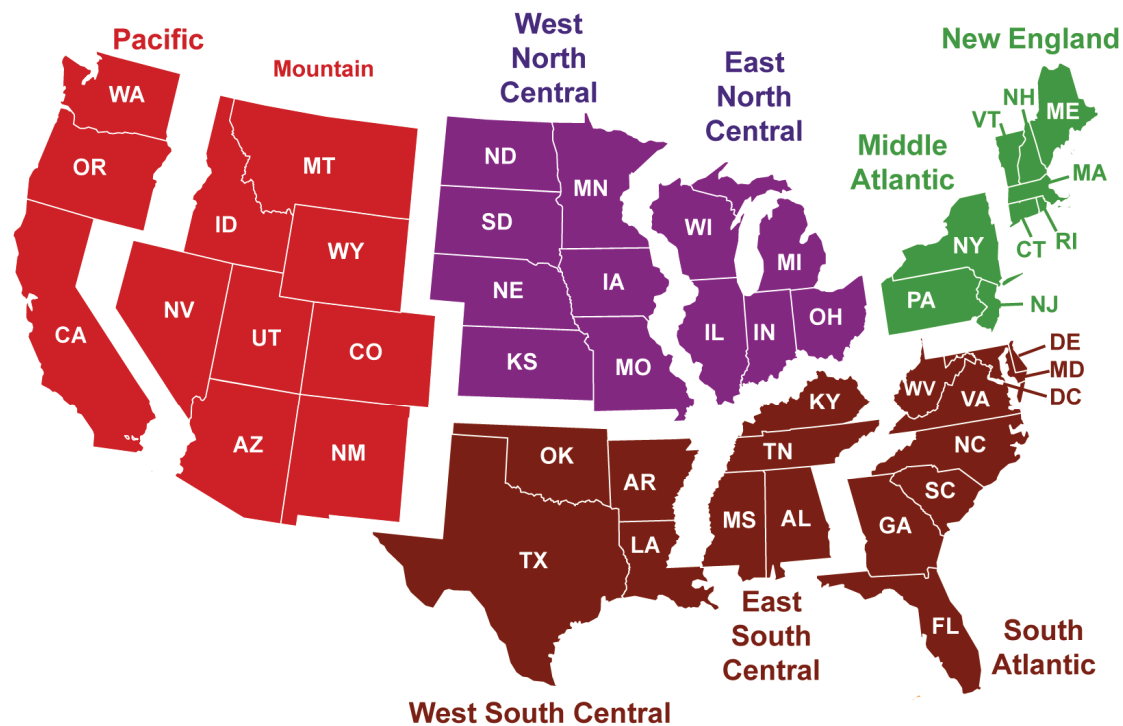 Pacific
Mountain
West
North
Central
East
North
Central
New England
Middle
Atlantic
WA
OR
CA
MT
ID
WY
NV
UT
CO
AZ
NM
ND
SD
NE
KS
MN
IA
MO
WI
MI
IL
IN
OH
NH
ME
VT
MA
CT
RI
NY
PA
NJ
DE
MD
DC
WV
VA
NC
SC
GA
FL
KY
TN
MS
AL
OK
AR
TX
LA
East
South
Central
South
Atlantic
West South Central